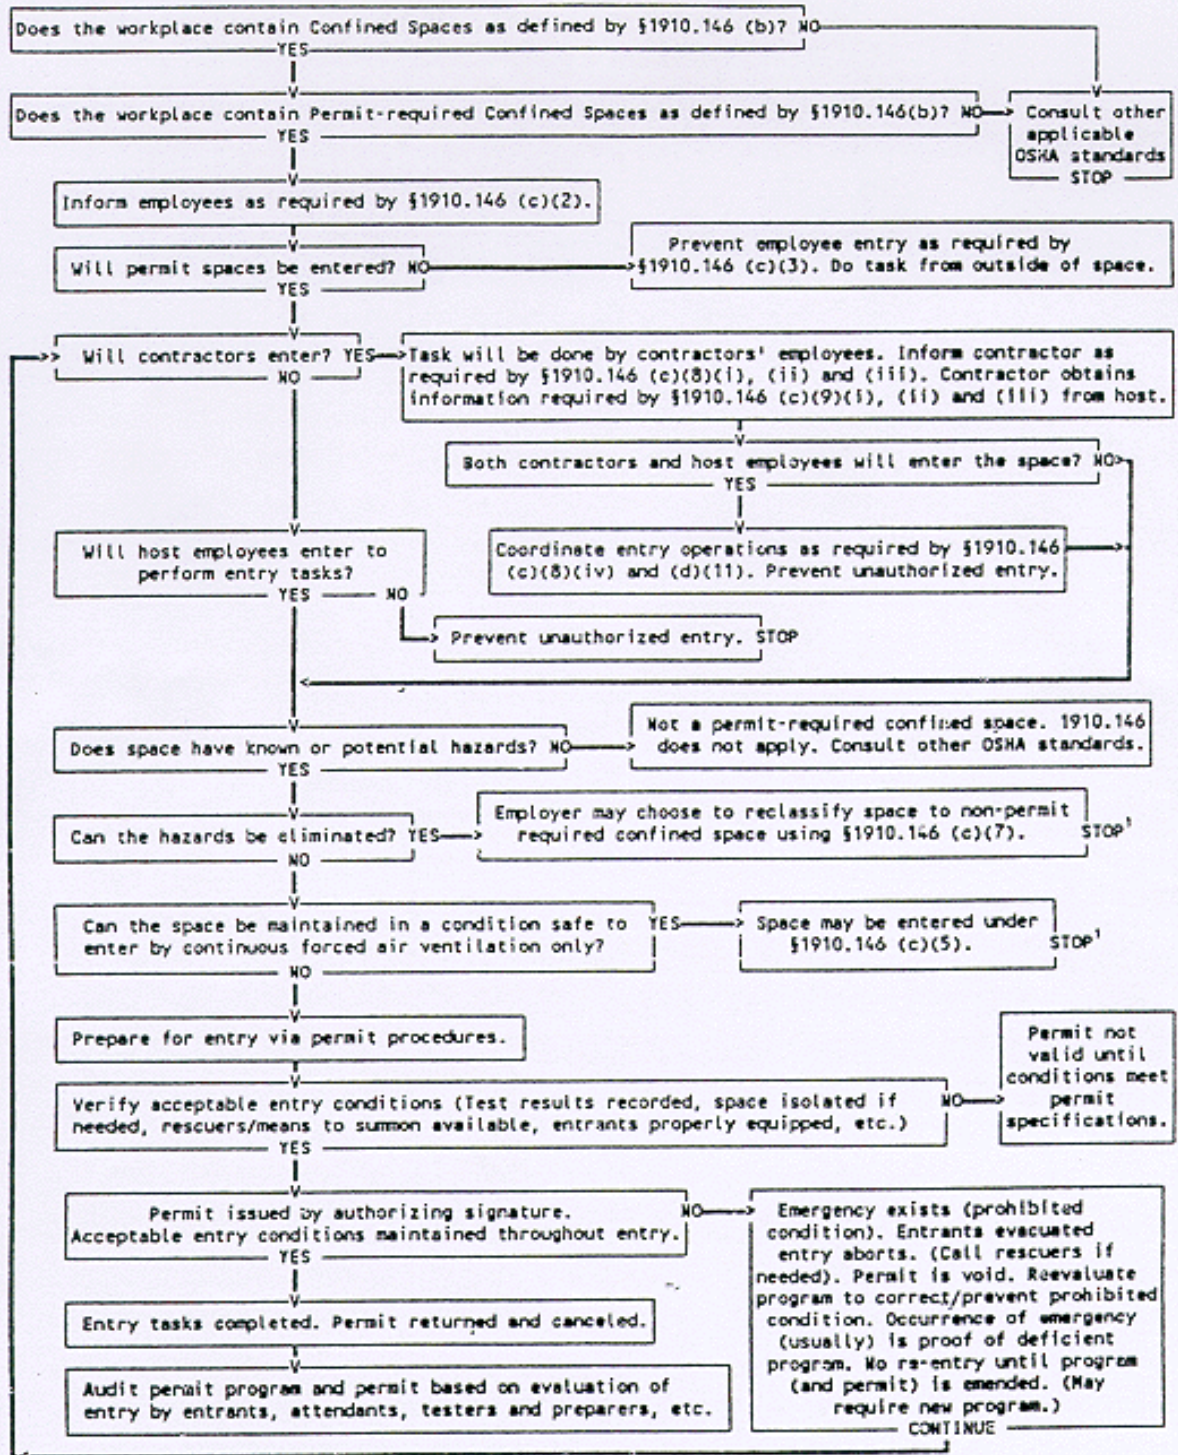 Does the workplace contain Confined Spaces as defined by §1910.146 (b)? NO
YES
Does the workplace contain Permit-required Confined Spaces as defined by §1910.146(b)? NO
YES
Consult other
applicable
OSHA standards
STOP
Inform employees as required by §1910.146 (c)(2).
Will permit spaces be entered? NO
YES
Prevent employee entry as required by
§1910.146 (c)(3). Do task from outside of space.
Will contractors enter? YES
NO
Task will be done by contractors' employees. Inform contractor as
required by §1910.146 (c)(8)(i), (ii) and (iii). Contractor obtains
information required by §1910.146 (c)(9)(i), (ii) and (iii) from host.
Both contractors and host employees will enter the space? NO
YES
Will host employees enter to
perform entry tasks?
YES NO
Coordinate entry operations as required by §1910.146
(c)(8)(iv) and (d)(11). Prevent unauthorized entry.
Prevent unauthorized entry. STOP
Does space have known or potential hazards? NO
YES
Not a permit-required confined space. 1910.146
does not apply. Consult other OSHA standards.
Can the hazards be eliminated? YES
NO
Employer may choose to reclassify space to non-permit
required confined space using §1910.146 (c)(7). STOP¹
Can the space be maintained in a condition safe to YES
enter by continuous forced air ventilation only?
NO
Space may be entered under
§1910.146 (c)(5). STOP¹
Prepare for entry via permit procedures.
Verify acceptable entry conditions (Test results recorded, space isolated if NO
needed, rescuers/means to summon available, entrants properly equipped, etc.)
YES
Permit not
valid until
conditions meet
permit
specifications.
Permit issued by authorizing signature. NO
Acceptable entry conditions maintained throughout entry.
YES
Emergency exists (prohibited
condition). Entrants evacuated
entry aborts. (Call rescuers if
needed). Permit is void. Reevaluate
program to correct/prevent prohibited
condition. Occurrence of emergency
(usually) is proof of deficient
program. No re-entry until program
(and permit) is emended. (May
require new program.)
CONTINUE
Entry tasks completed. Permit returned and canceled.
Audit permit program and permit based on evaluation of
entry by entrants, attendants, testers and preparers, etc.